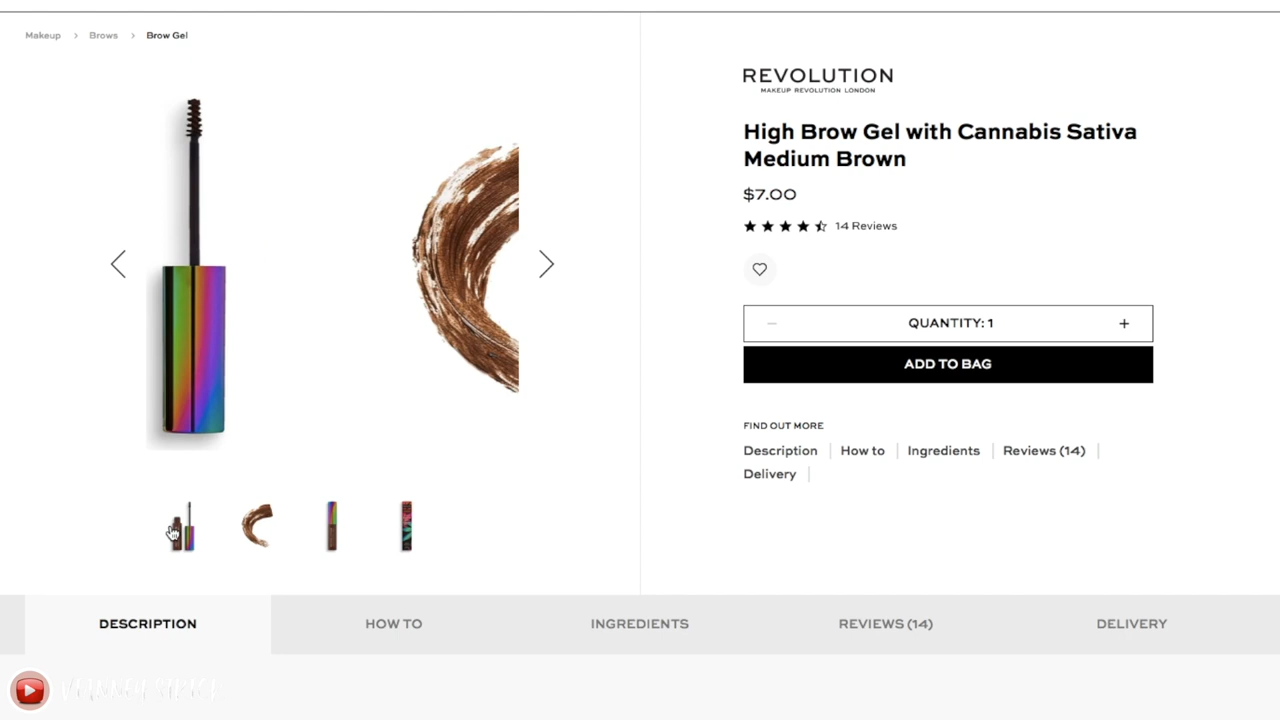 Makeup > Brows > Brow Gel
REVOLUTION
MAKEUP REVOLUTION LONDON
High Brow Gel with Cannabis Sativa
Medium Brown
$7.00
14 Reviews
QUANTITY: 1
ADD TO BAG
FIND OUT MORE
Description | How to | Ingredients | Reviews (14) |
Delivery |
DESCRIPTION
HOW TO
INGREDIENTS
REVIEWS (14)
DELIVERY